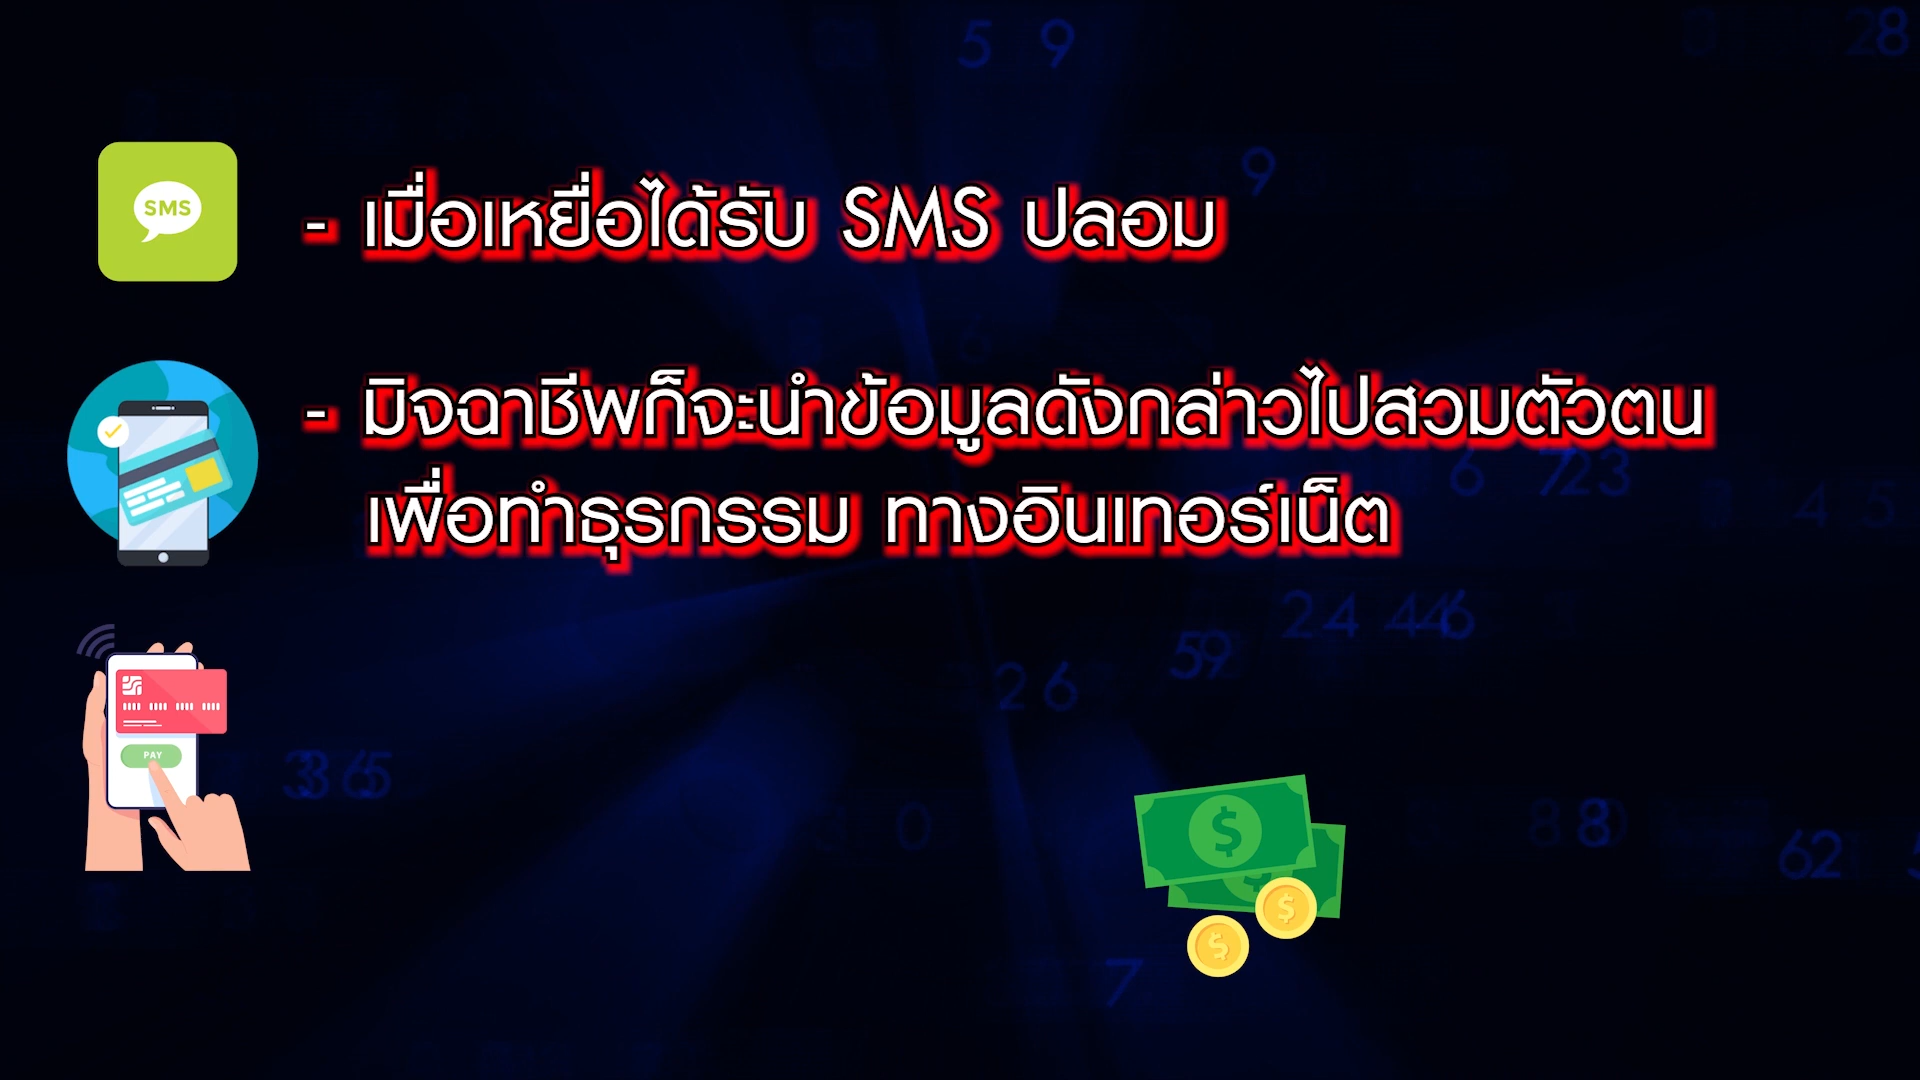 SMS
- เมื่อเหยื่อได้รับ SMS ปลอม
- มิจฉาชีพก็จะนำข้อมูลดังกล่าวไปสวมตัวตน
เพื่อทำธุรกรรม ทางอินเทอร์เน็ต
PAY